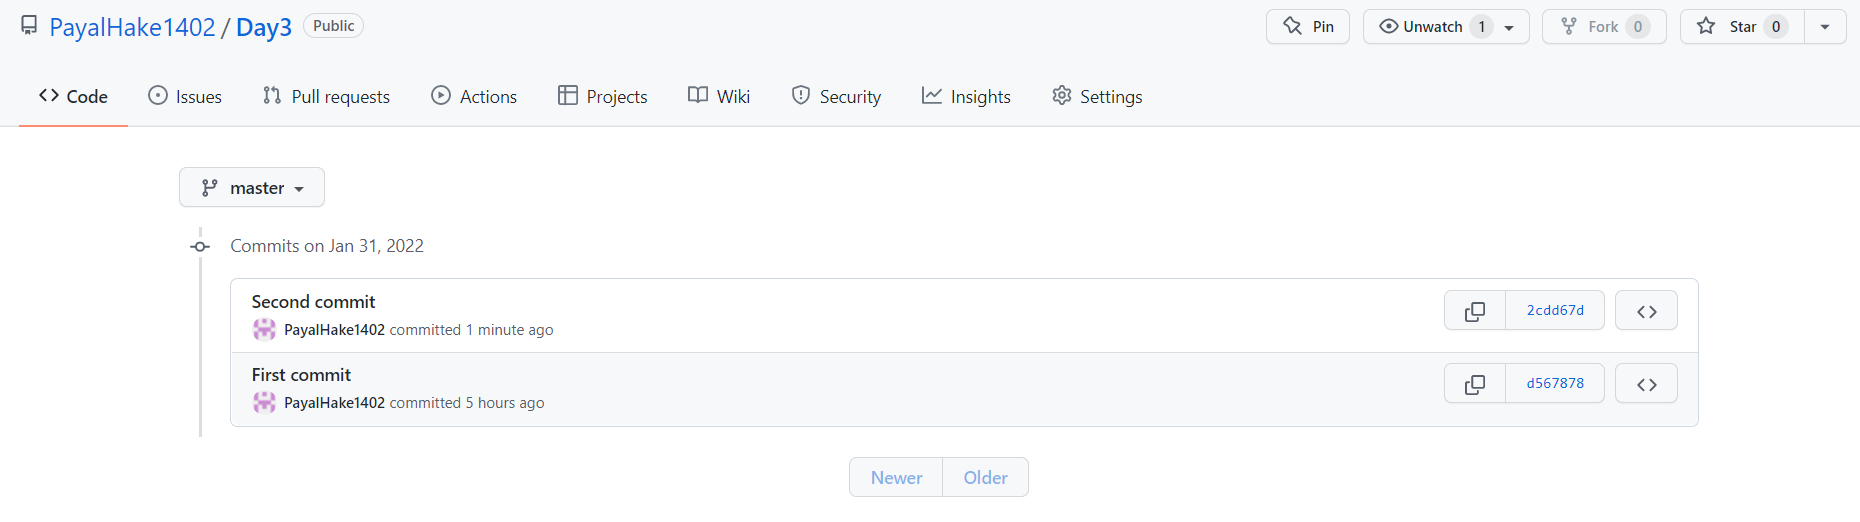 PayalHake1402 / Day3 Public Pin Unwatch 1 Fork 0 Star 0
Code Issues Pull requests Actions Projects Wiki Security Insights Settings
master
Commits on Jan 31, 2022
Second commit
PayalHake1402 committed 1 minute ago
2cdd67d
First commit
PayalHake1402 committed 5 hours ago
d567878
Newer Older